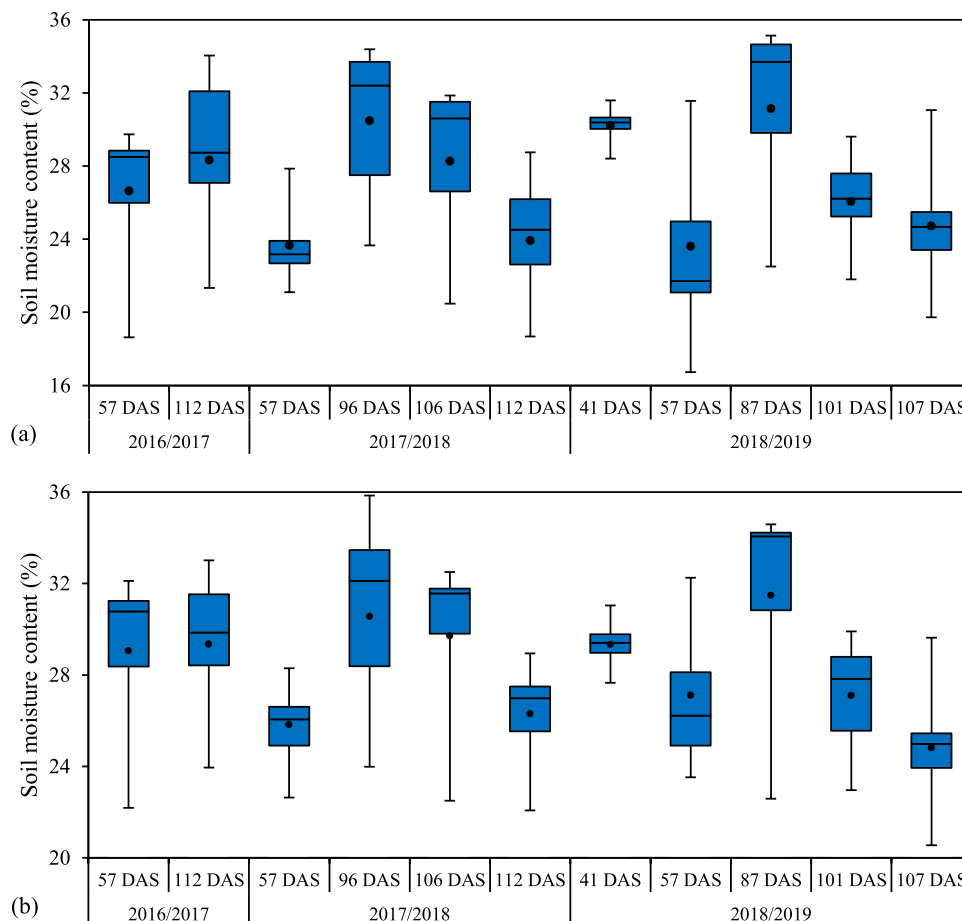 36
32
28
24
20
16
Soil moisture content (%)
57 DAS 112 DAS 57 DAS 96 DAS 106 DAS 112 DAS 41 DAS 57 DAS 87 DAS 101 DAS 107 DAS
2016/2017 2017/2018 2018/2019
(a)
36
32
28
24
20
Soil moisture content (%)
57 DAS 112 DAS 57 DAS 96 DAS 106 DAS 112 DAS 41 DAS 57 DAS 87 DAS 101 DAS 107 DAS
2016/2017 2017/2018 2018/2019
(b)